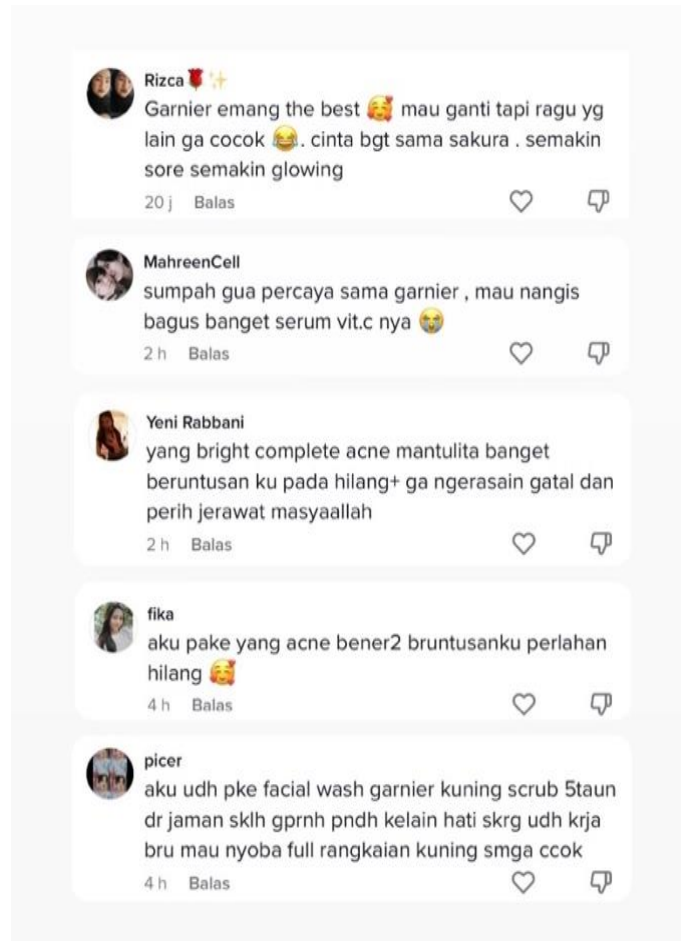 Rizca🌹✨
Garnier emang the best 🥰 mau ganti tapi ragu yg
lain ga cocok 😂. cinta bgt sama sakura . semakin
sore semakin glowing
20 j Balas
MahreenCell
sumpah gua percaya sama garnier , mau nangis
bagus banget serum vit.c nya 😭
2 h Balas
Yeni Rabbani
yang bright complete acne mantulita banget
beruntusan ku pada hilang+ ga ngerasain gatal dan
perih jerawat masyaallah
2 h Balas
fika
aku pake yang acne bener2 bruntusanku perlahan
hilang 🥰
4 h Balas
picer
aku udh pke facial wash garnier kuning scrub 5taun
dr jaman sklh gprnh pndh kelain hati skrg udh krja
bru mau nyoba full rangkaian kuning smga ccok
4 h Balas